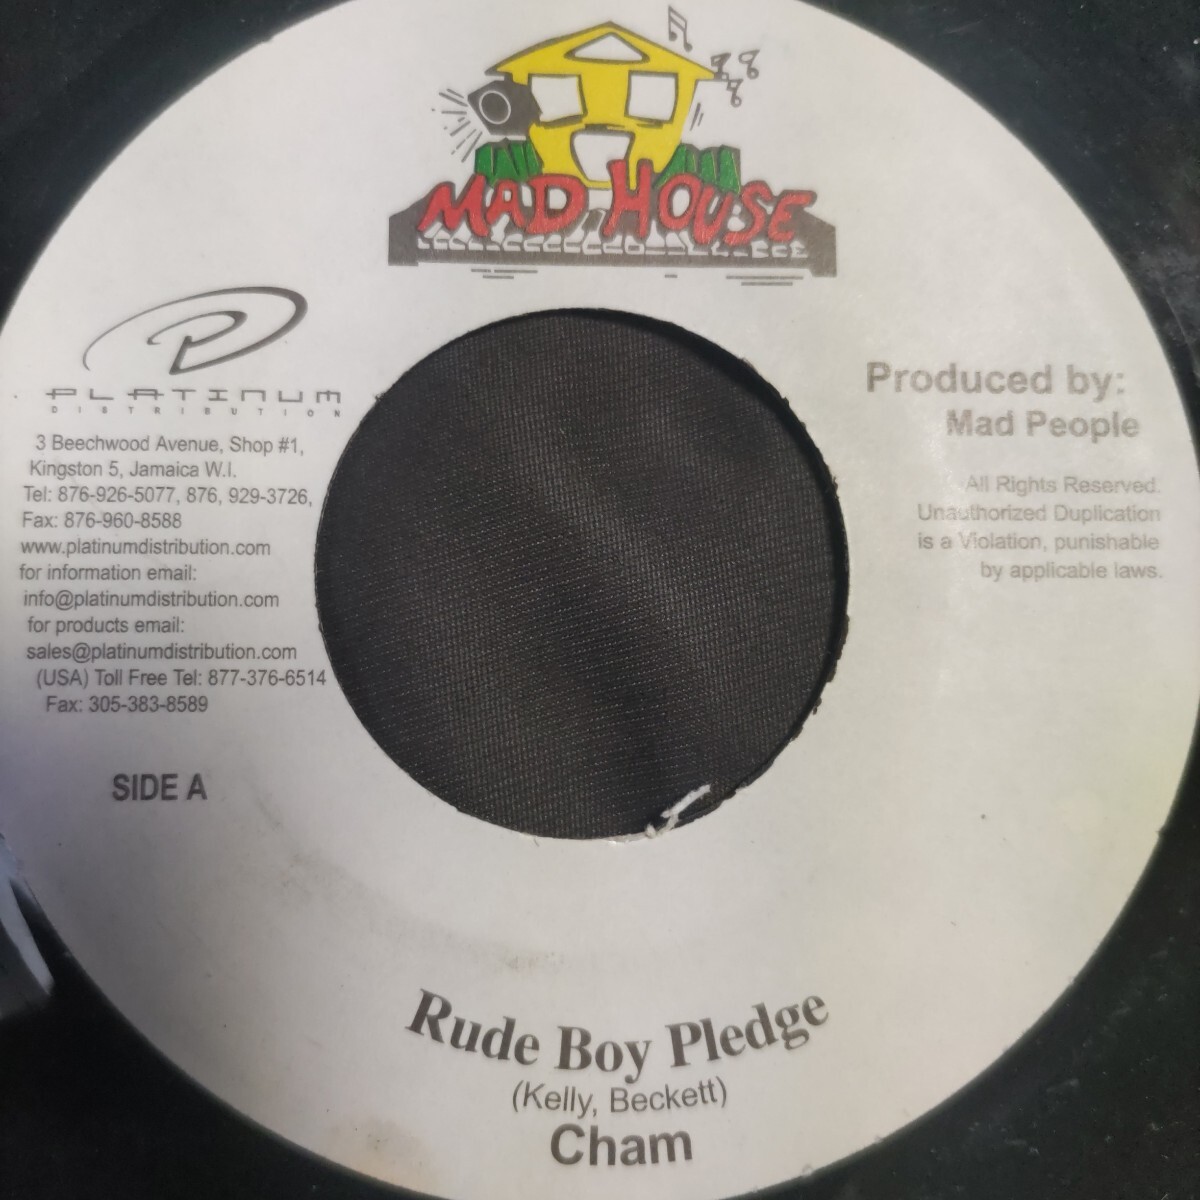 MAD HOUSE
PLATINUM
DISTRIBUTION
3 Beechwood Avenue, Shop #1,
Kingston 5, Jamaica W.I.
Tel: 876-926-5077, 876, 929-3726,
Fax: 876-960-8588
www.platinumdistribution.com
for information email:
info@platinumdistribution.com
for products email:
sales@platinumdistribution.com
(USA) Toll Free Tel: 877-376-6514
Fax: 305-383-8589
SIDE A
Produced by:
Mad People
All Rights Reserved.
Unauthorized Duplication
is a Violation, punishable
by applicable laws.
Rude Boy Pledge
(Kelly, Beckett)
Cham